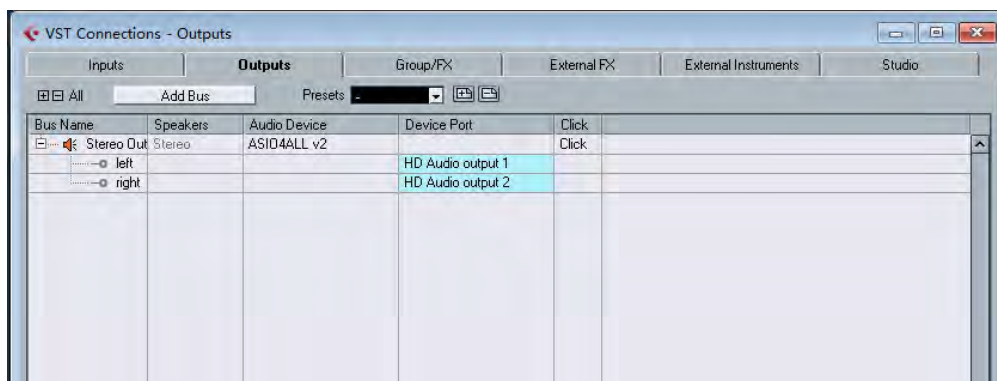 VST Connections - Outputs
Inputs Outputs Group/FX External FX External Instruments Studio
All Add Bus Presets -
Bus Name Speakers Audio Device Device Port Click
Stereo Out Stereo ASIO4ALL v2 Click
left HD Audio output 1
right HD Audio output 2